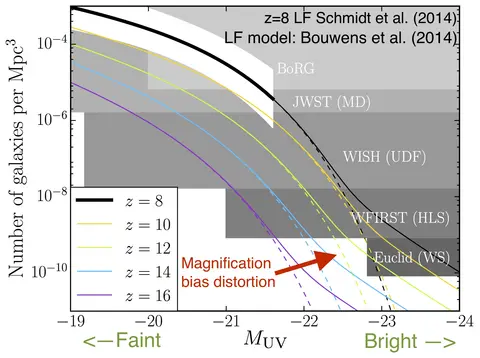 z=8 LF Schmidt et al. (2014)
LF model: Bouwens et al. (2014)
Number of galaxies per Mpc³
10⁻⁴
10⁻⁶
10⁻⁸
10⁻¹⁰
BoRG
JWST (MD)
WISH (UDF)
WFIRST (HLS)
Euclid (WS)
z = 8
z = 10
z = 12
z = 14
z = 16
Magnification
bias distortion
−19
−20
−21
−22
−23
−24
<—Faint
M_UV
Bright —>